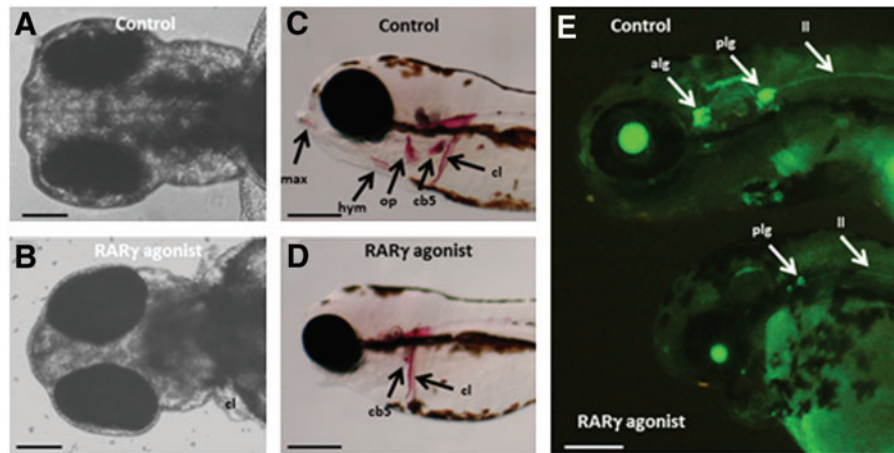 A
Control
B
RARγ agonist
cl
C
Control
max
hym
op
cb5
cl
D
RARγ agonist
cb5
cl
E
Control
alg
plg
ll
plg
ll
RARγ agonist